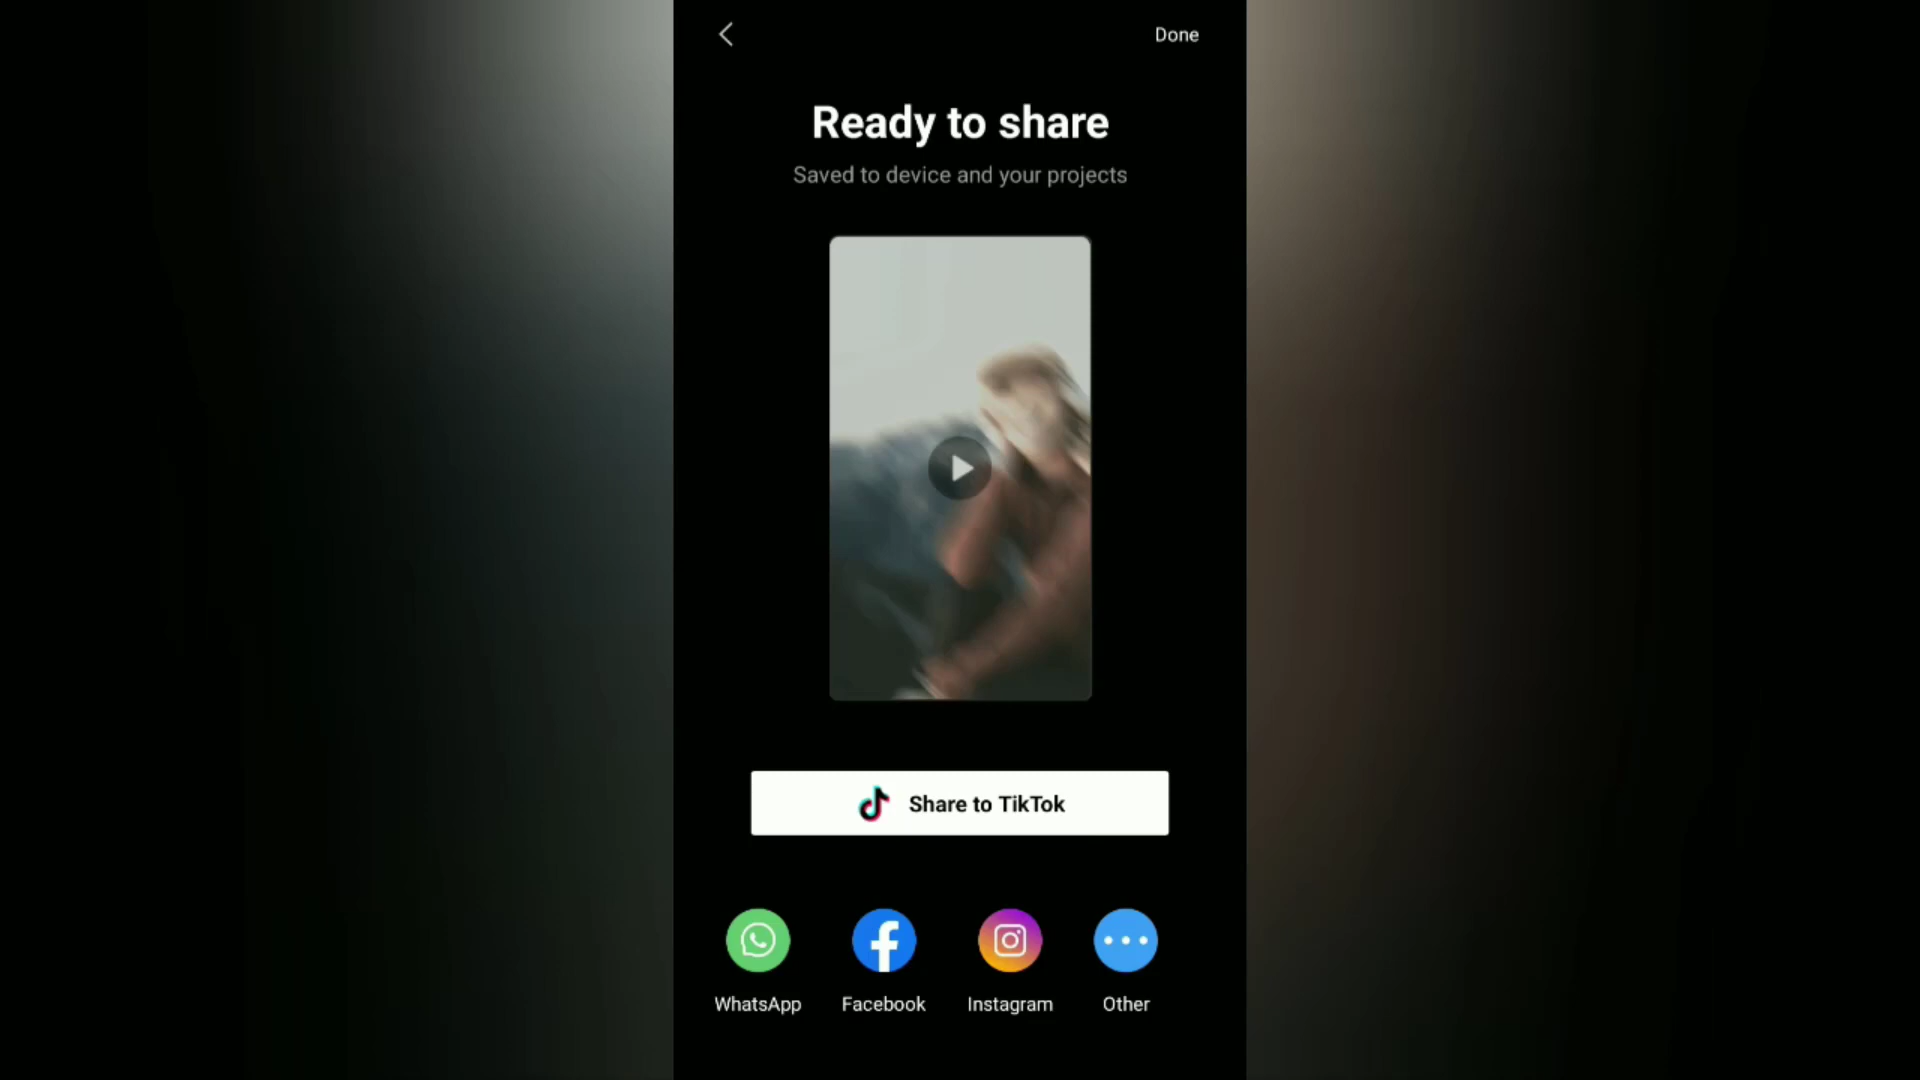 Done
Ready to share
Saved to device and your projects
Share to TikTok
WhatsApp
Facebook
Instagram
Other